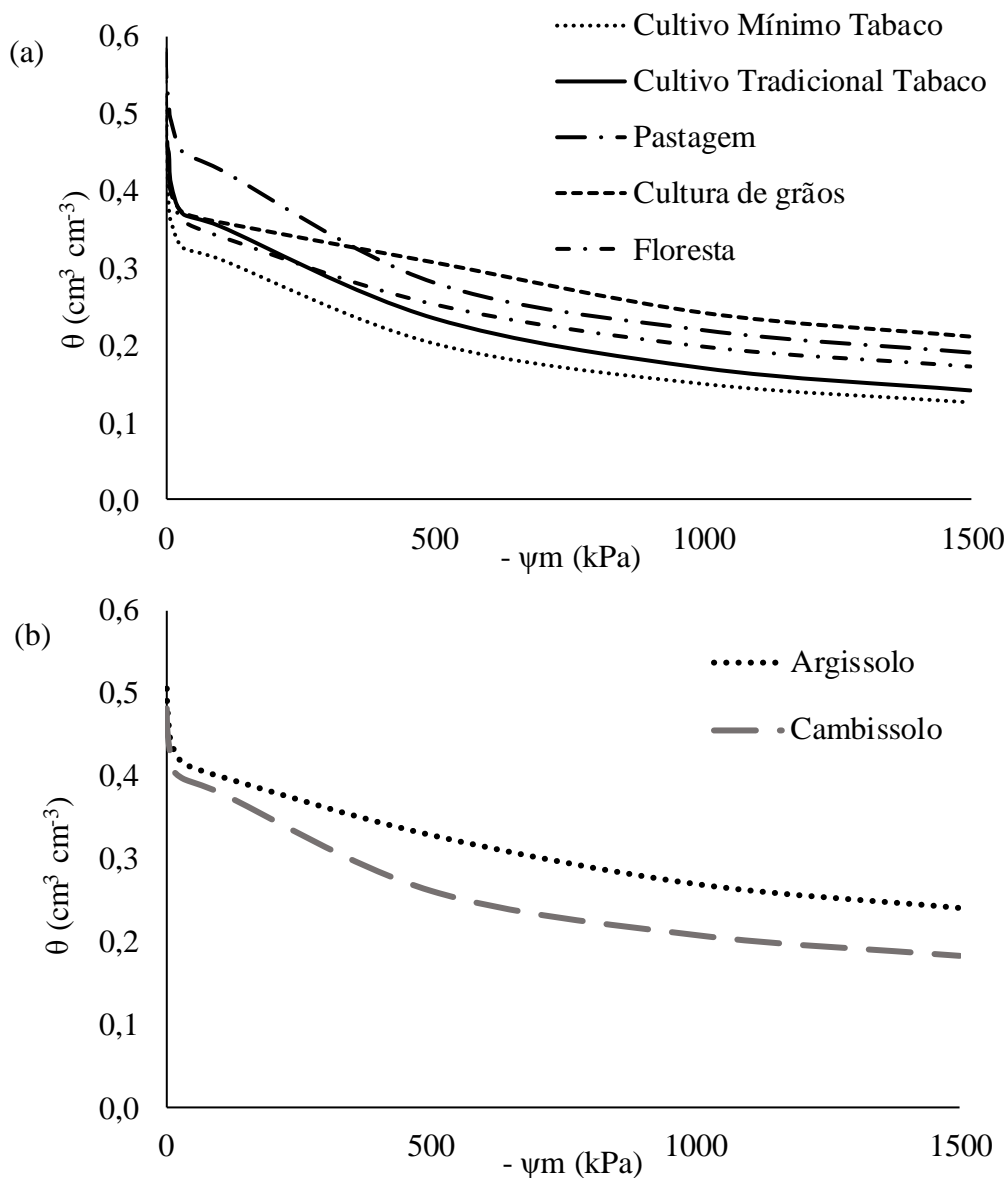 (a)
Cultivo Mínimo Tabaco
Cultivo Tradicional Tabaco
Pastagem
Cultura de grãos
Floresta
θ (cm³ cm⁻³)
0,6
0,5
0,4
0,3
0,2
0,1
0,0
0 500 1000 1500
- ψm (kPa)
(b)
Argissolo
Cambissolo
θ (cm³ cm⁻³)
0,6
0,5
0,4
0,3
0,2
0,1
0,0
0 500 1000 1500
- ψm (kPa)